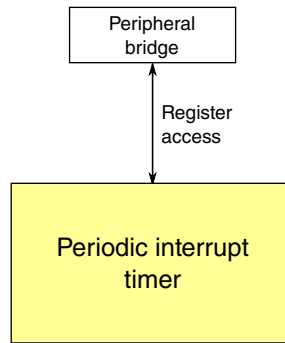 Peripheral
bridge
Register
access
Periodic interrupt
timer